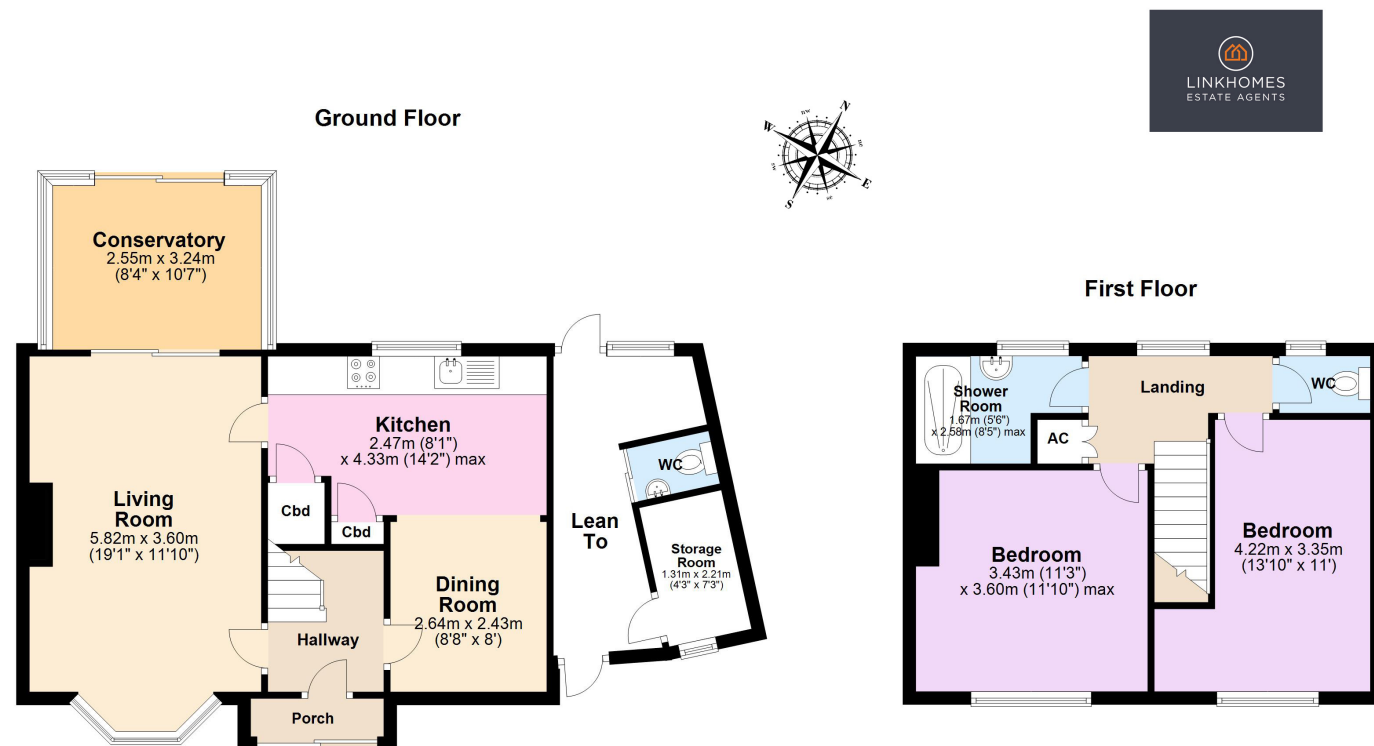 LINKHOMES
ESTATE AGENTS
Ground Floor
N
nw
ne
W
E
sw
se
S
Conservatory
2.55m x 3.24m
(8'4" x 10'7")
Kitchen
2.47m (8'1")
x 4.33m (14'2") max
Living
Room
5.82m x 3.60m
(19'1" x 11'10")
Cbd
Cbd
WC
Lean
To
Storage
Room
1.31m x 2.21m
(4'3" x 7'3")
Dining
Room
2.64m x 2.43m
(8'8" x 8')
Hallway
Porch
First Floor
Shower
Room
1.67m (5'6")
x 2.58m (8'5") max
Landing
WC
AC
Bedroom
3.43m (11'3")
x 3.60m (11'10") max
Bedroom
4.22m x 3.35m
(13'10" x 11')